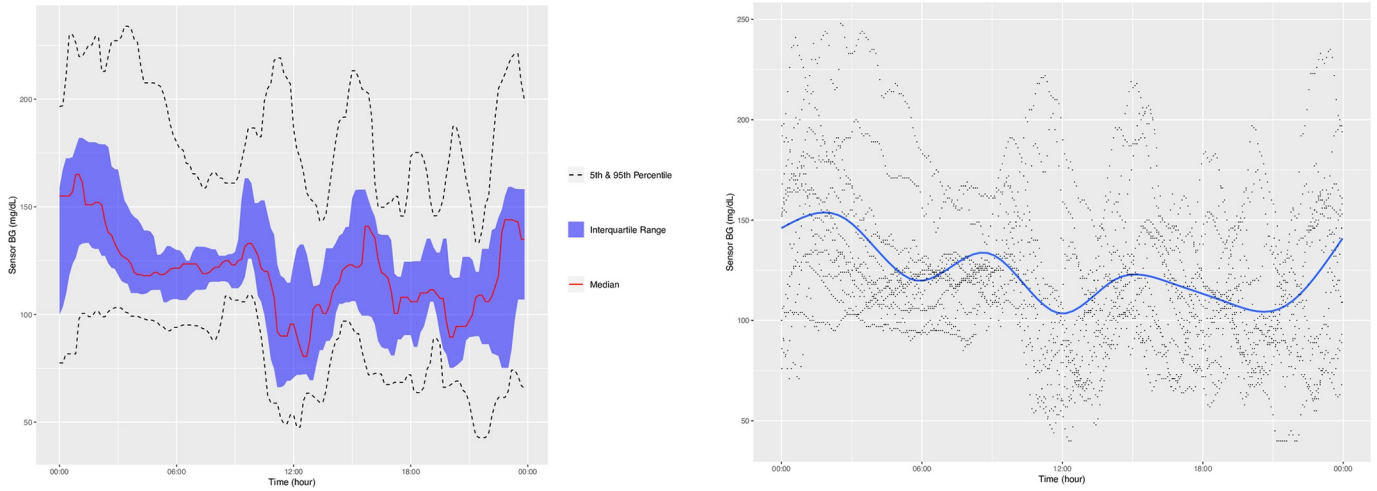 200
150
100
50
Sensor BG (mg/dL)
00:00 06:00 12:00 18:00 00:00
Time (hour)
5th & 95th Percentile
Interquartile Range
Median
250
200
150
100
50
Sensor BG (mg/dL)
00:00 06:00 12:00 18:00 00:00
Time (hour)